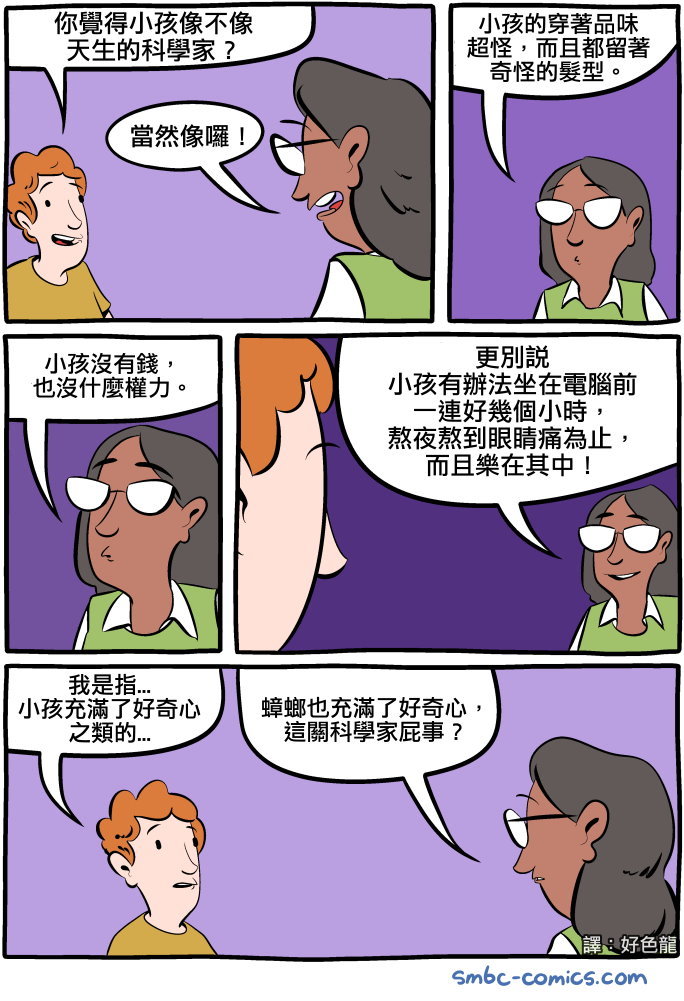 你覺得小孩像不像
天生的科學家？
當然像囉！
小孩的穿著品味
超怪，而且都留著
奇怪的髮型。
小孩沒有錢，
也沒什麼權力。
更別説
小孩有辦法坐在電腦前
一連好幾個小時，
熬夜熬到眼睛痛為止，
而且樂在其中！
我是指...
小孩充滿了好奇心
之類的...
蟑螂也充滿了好奇心，
這關科學家屁事？
譯：好色龍
smbc-comics.com